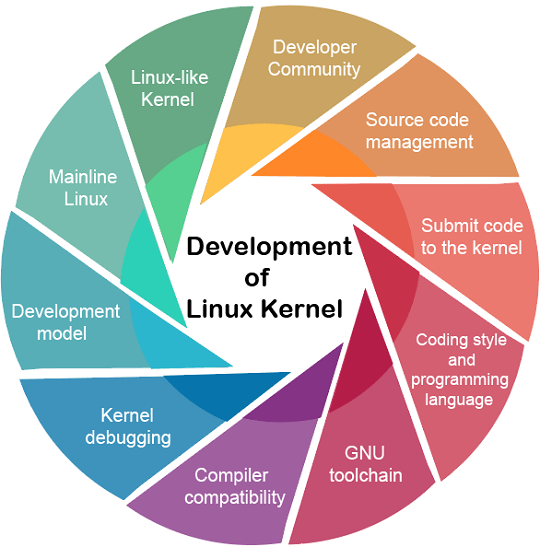 Developer
Community
Source code
management
Submit code
to the kernel
Coding style
and
programming
language
GNU
toolchain
Compiler
compatibility
Kernel
debugging
Development
model
Mainline
Linux
Linux-like
Kernel
Development
of
Linux Kernel